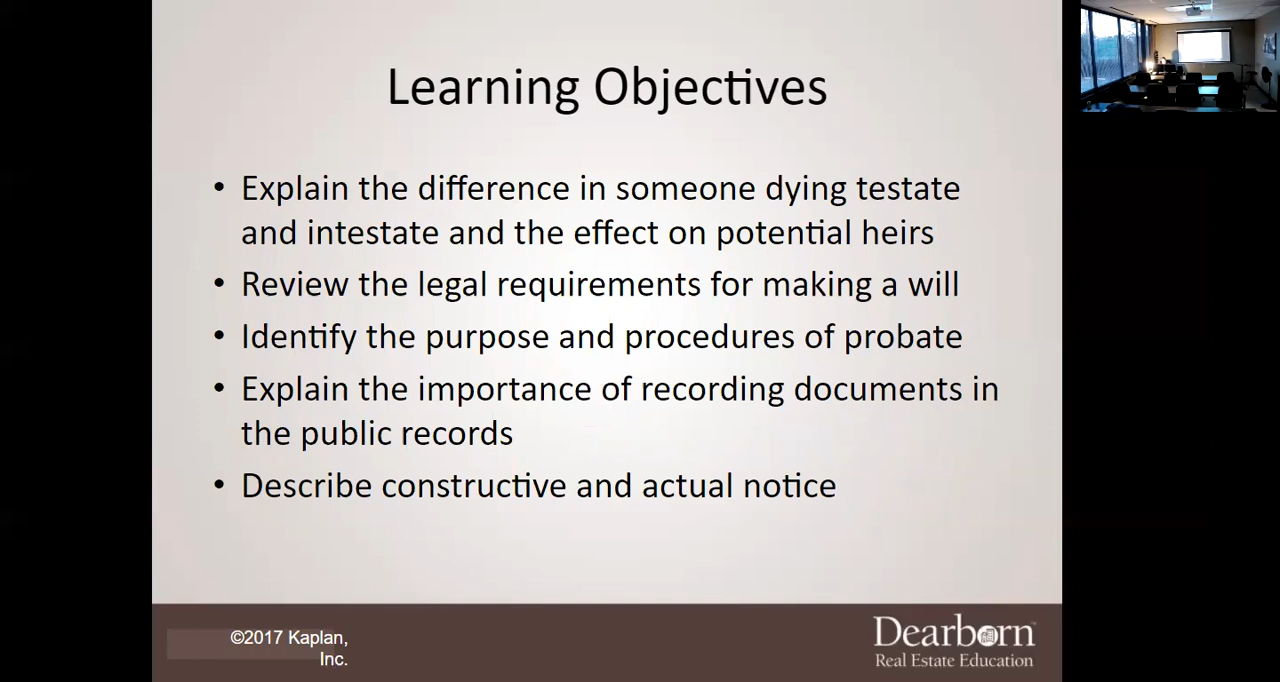 Learning Objectives
• Explain the difference in someone dying testate
and intestate and the effect on potential heirs
• Review the legal requirements for making a will
• Identify the purpose and procedures of probate
• Explain the importance of recording documents in
the public records
• Describe constructive and actual notice
©2017 Kaplan,
Inc.
Dearborn™
Real Estate Education